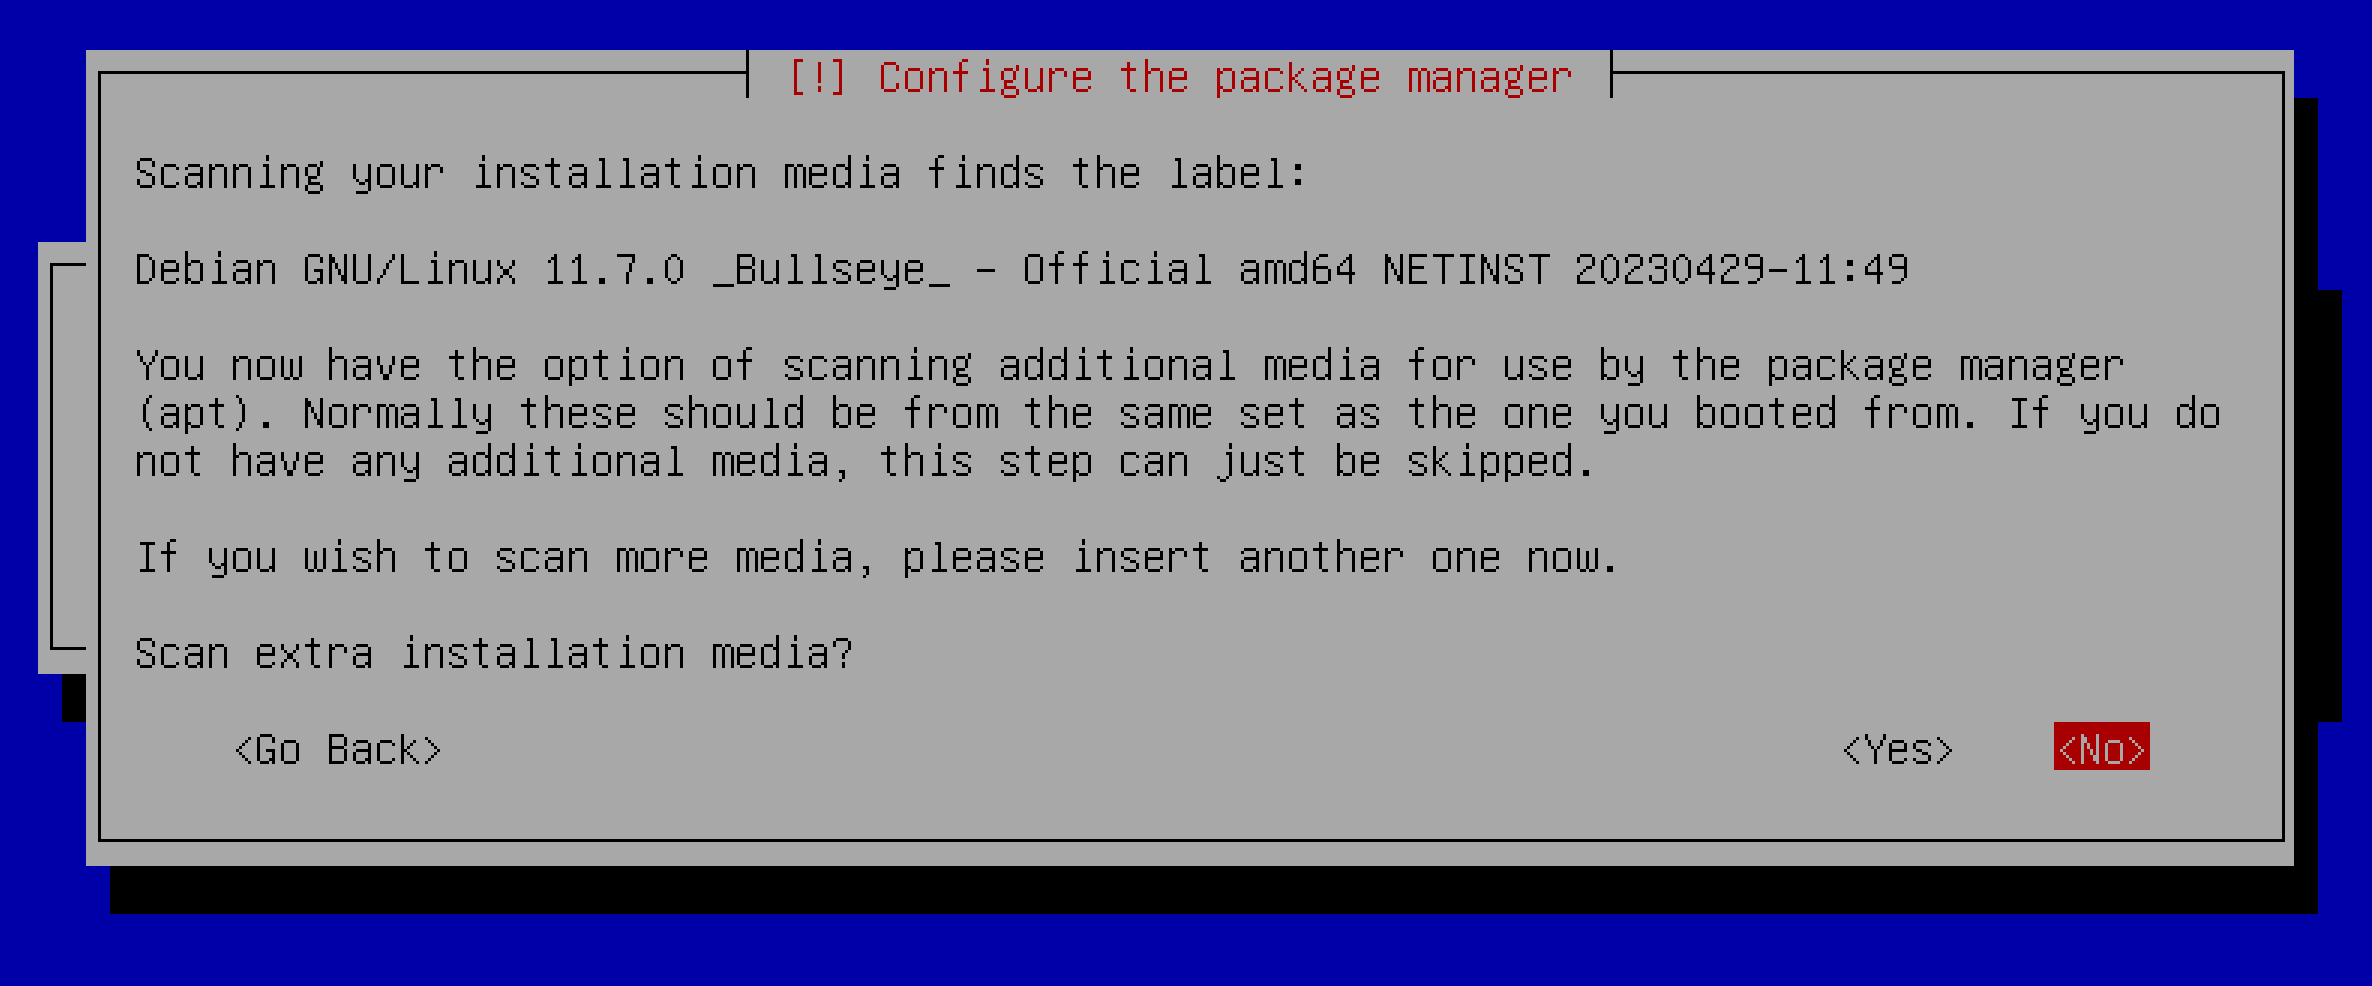 [!] Configure the package manager
Scanning your installation media finds the label:
Debian GNU/Linux 11.7.0 _Bullseye_ - Official amd64 NETINST 20230429-11:49
You now have the option of scanning additional media for use by the package manager
(apt). Normally these should be from the same set as the one you booted from. If you do
not have any additional media, this step can just be skipped.
If you wish to scan more media, please insert another one now.
Scan extra installation media?
<Go Back> <Yes> <No>